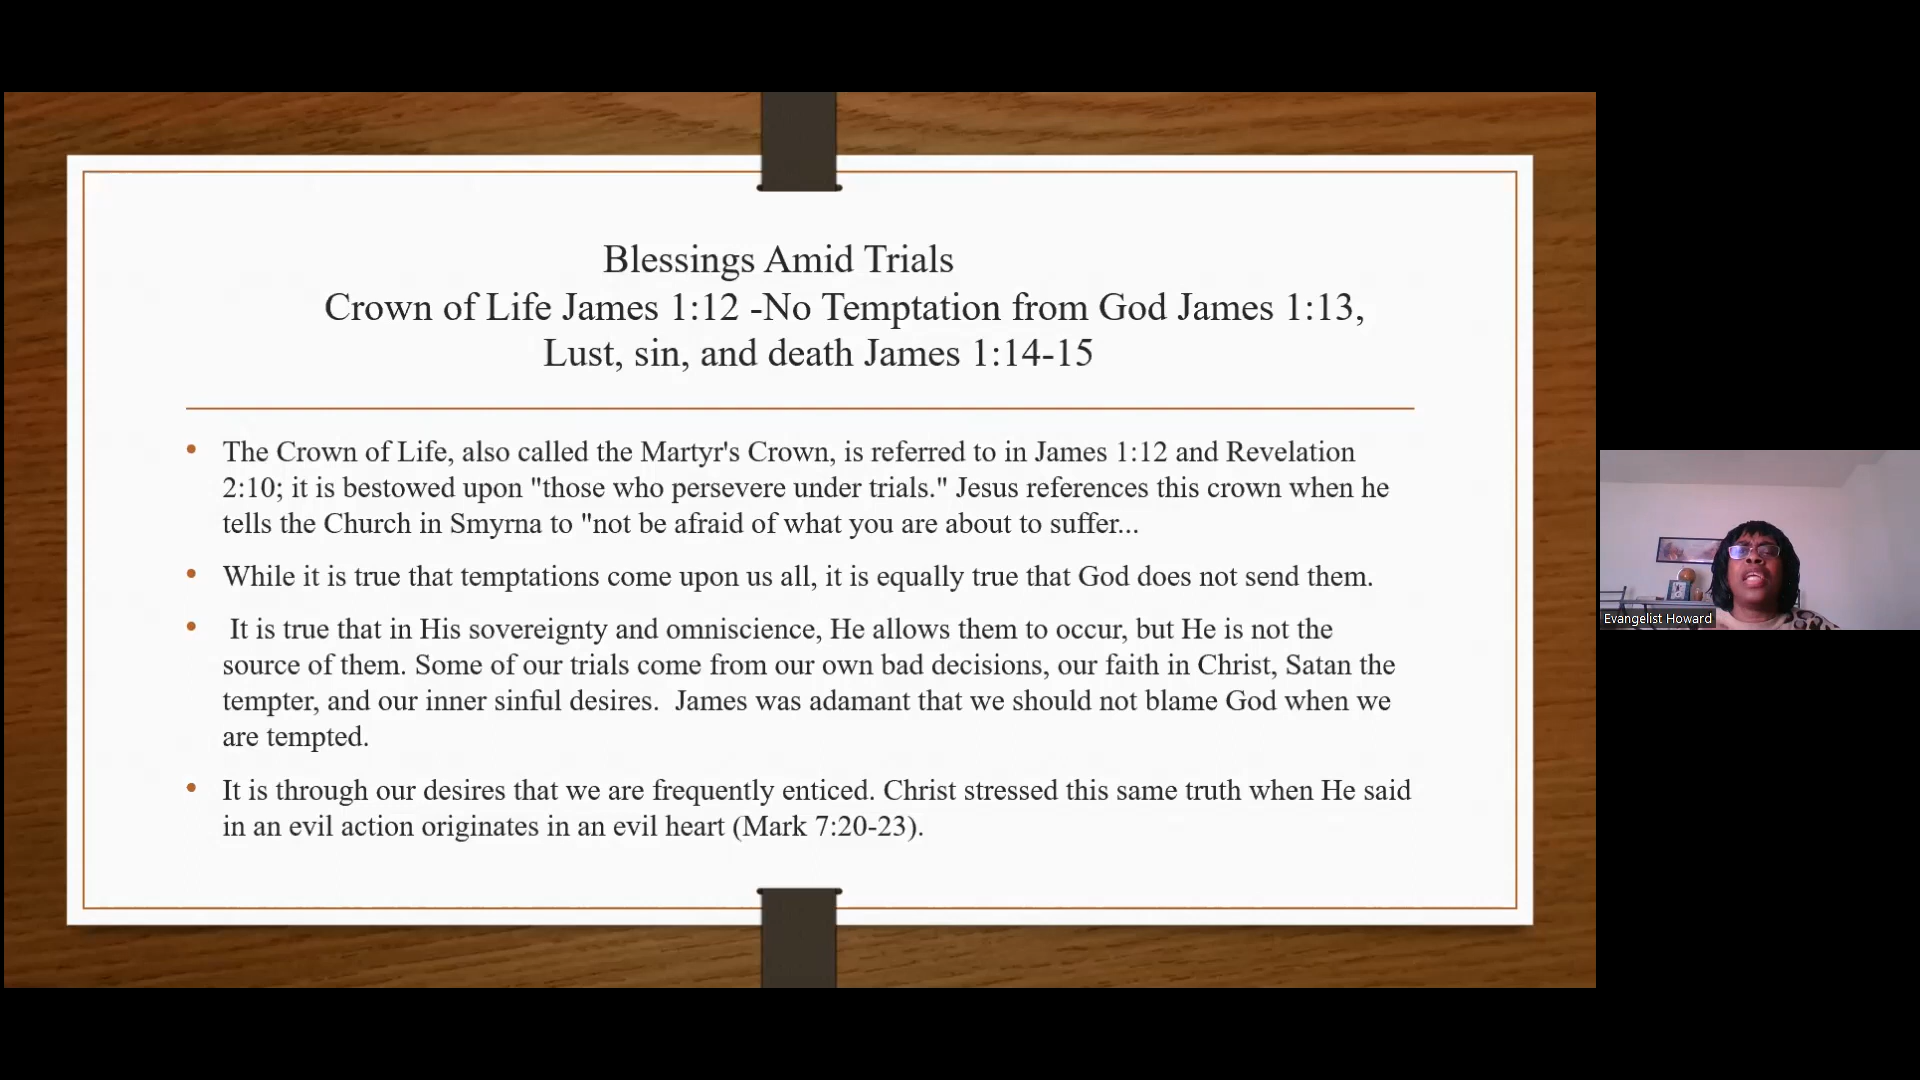 Blessings Amid Trials
Crown of Life James 1:12 -No Temptation from God James 1:13,
Lust, sin, and death James 1:14-15
• The Crown of Life, also called the Martyr's Crown, is referred to in James 1:12 and Revelation
2:10; it is bestowed upon "those who persevere under trials." Jesus references this crown when he
tells the Church in Smyrna to "not be afraid of what you are about to suffer...
• While it is true that temptations come upon us all, it is equally true that God does not send them.
• It is true that in His sovereignty and omniscience, He allows them to occur, but He is not the
source of them. Some of our trials come from our own bad decisions, our faith in Christ, Satan the
tempter, and our inner sinful desires.  James was adamant that we should not blame God when we
are tempted.
• It is through our desires that we are frequently enticed. Christ stressed this same truth when He said
in an evil action originates in an evil heart (Mark 7:20-23).
Evangelist Howard